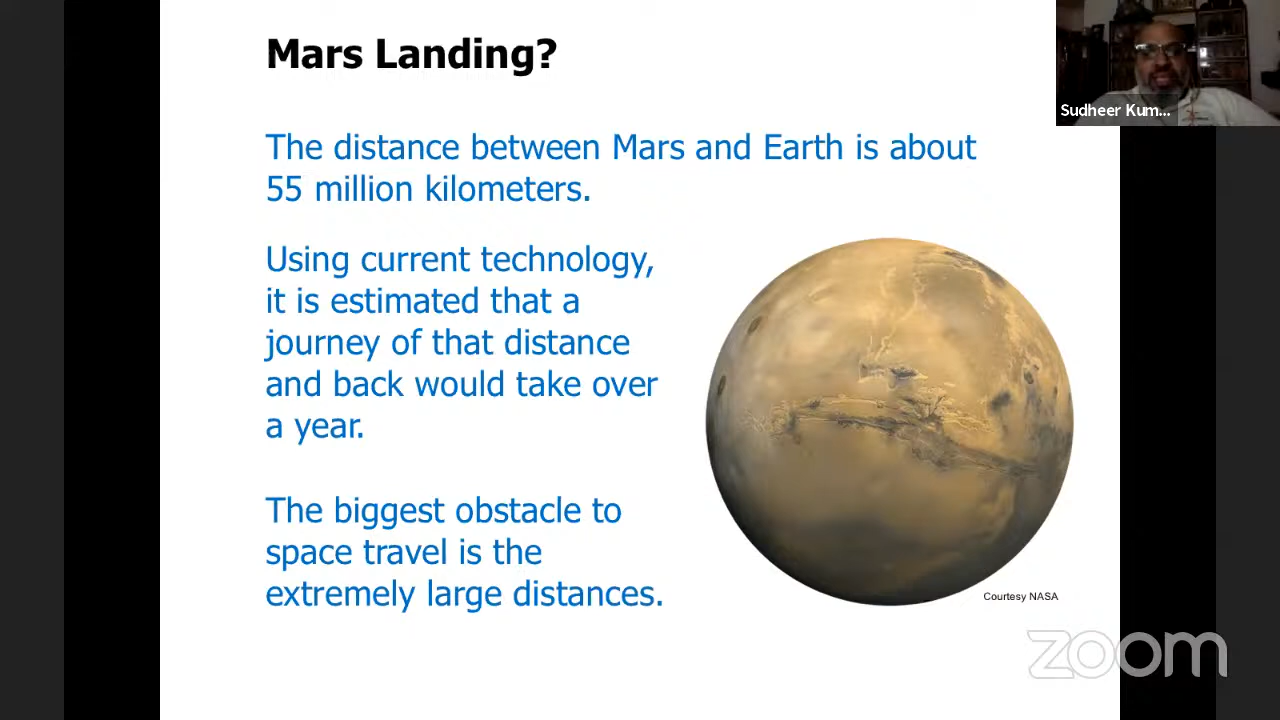 Mars Landing?
Sudheer Kum...
The distance between Mars and Earth is about
55 million kilometers.
Using current technology,
it is estimated that a
journey of that distance
and back would take over
a year.
The biggest obstacle to
space travel is the
extremely large distances.
Courtesy NASA
zoom